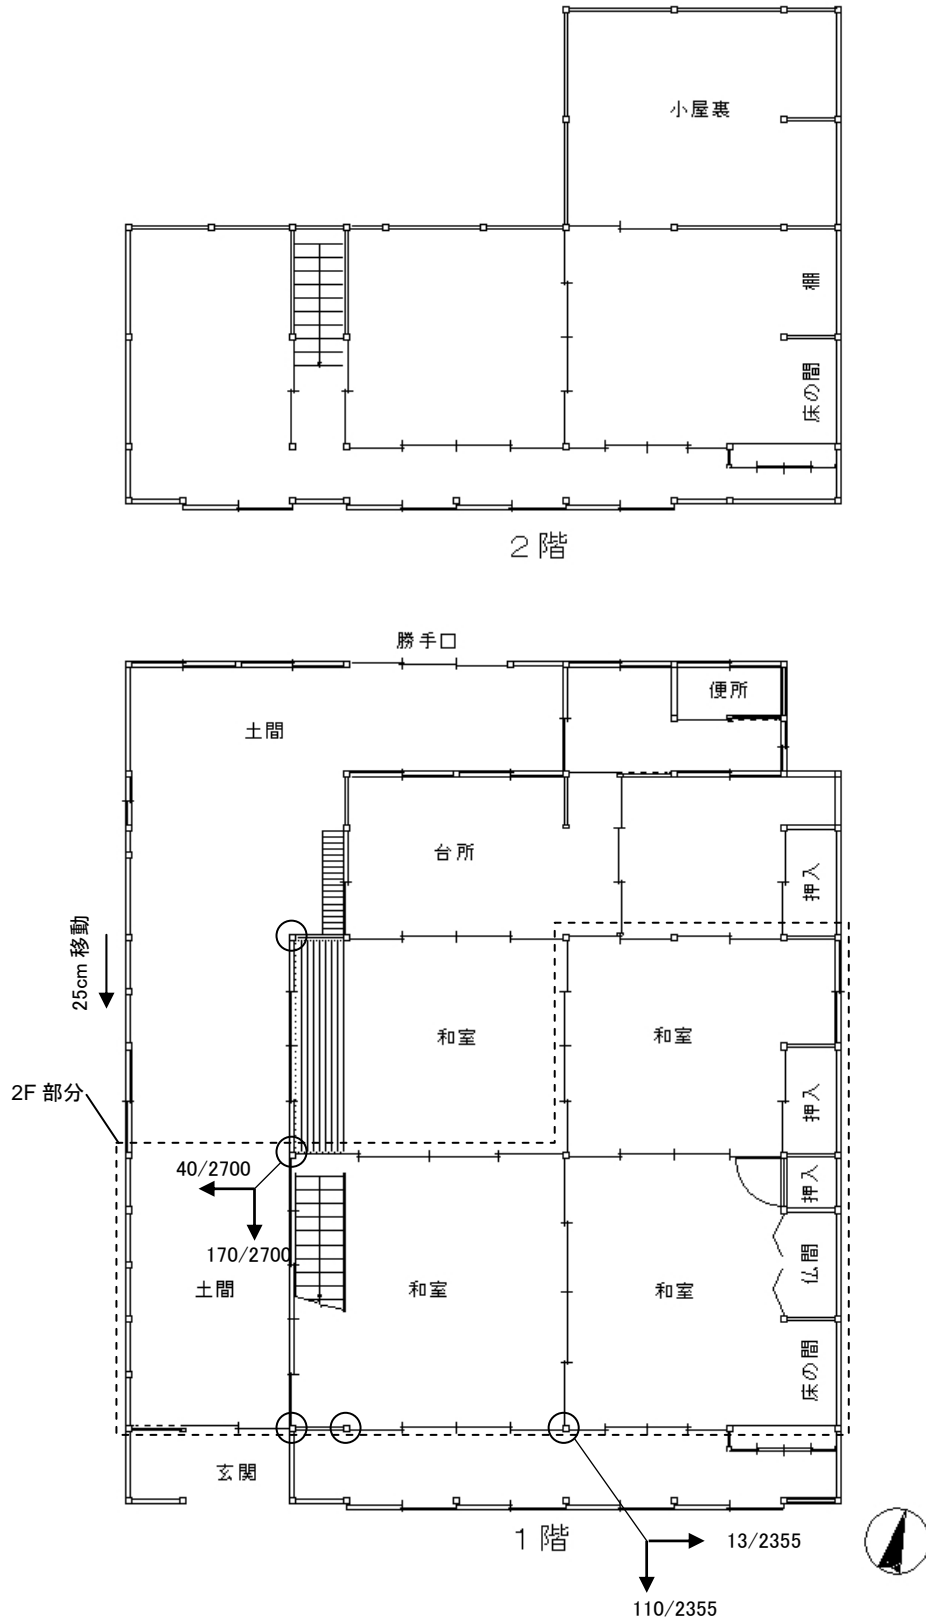 小屋裏
棚
床の間
2階
勝手口
便所
土間
台所
押入
25cm 移動
和室
和室
2F 部分
押入
40/2700
押入
170/2700
土間
和室
和室
仏間
床の間
玄関
1階
13/2355
110/2355